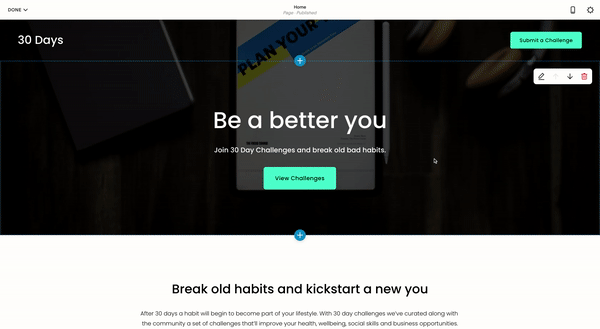 DONE
Home
Page · Published
30 Days
Submit a Challenge
PLAN YOUR
Be a better you
Join 30 Day Challenges and break old bad habits.
View Challenges
Break old habits and kickstart a new you
After 30 days a habit will begin to become part of your lifestyle. With 30 day challenges we've curated along with
the community a set of challenges that'll improve your health, wellbeing, social skills and business opportunities.